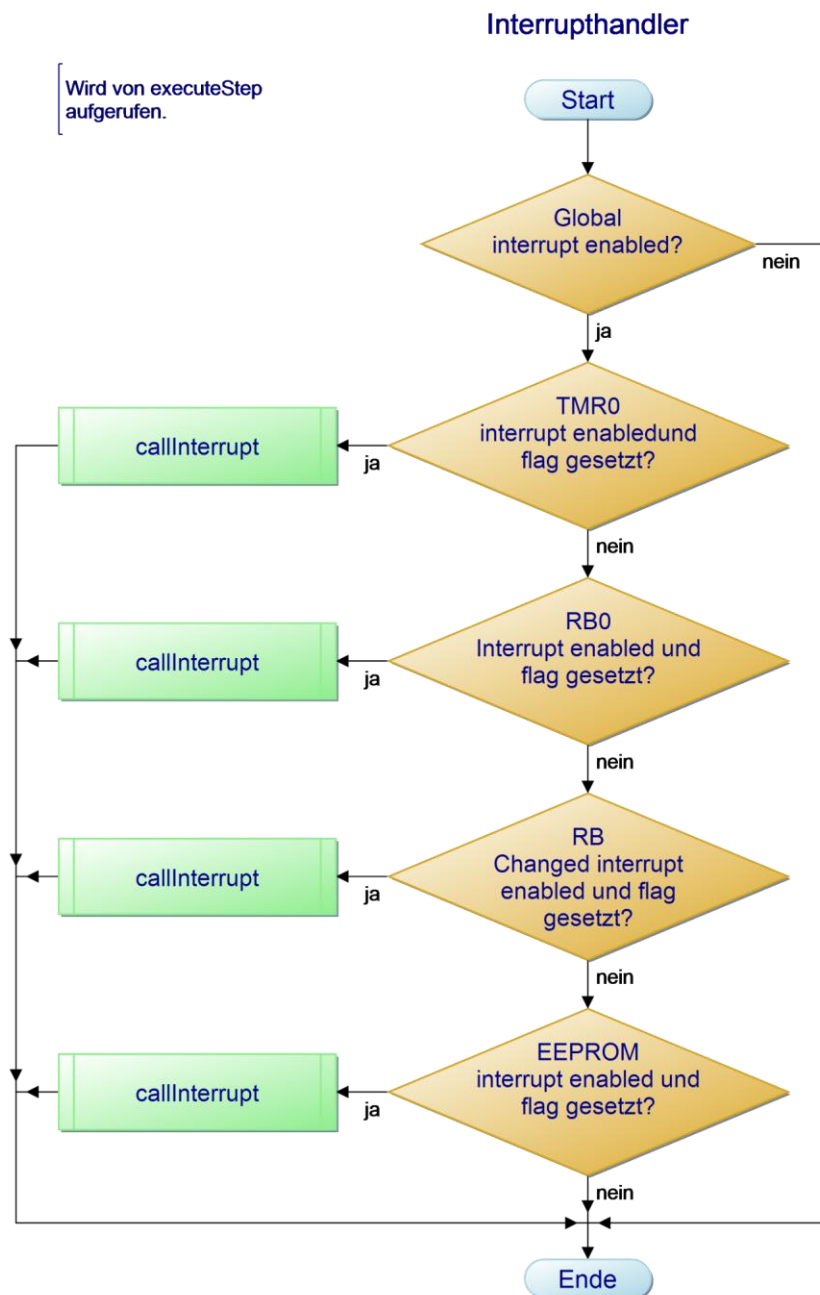 Interrupthandler
Wird von executeStep
aufgerufen.
Start
Global
interrupt enabled?
nein
ja
TMR0
interrupt enabledund
flag gesetzt?
callInterrupt
ja
nein
RB0
Interrupt enabled und
flag gesetzt?
callInterrupt
ja
nein
RB
Changed interrupt
enabled und flag
gesetzt?
callInterrupt
ja
nein
EEPROM
interrupt enabled und
flag gesetzt?
callInterrupt
ja
nein
Ende